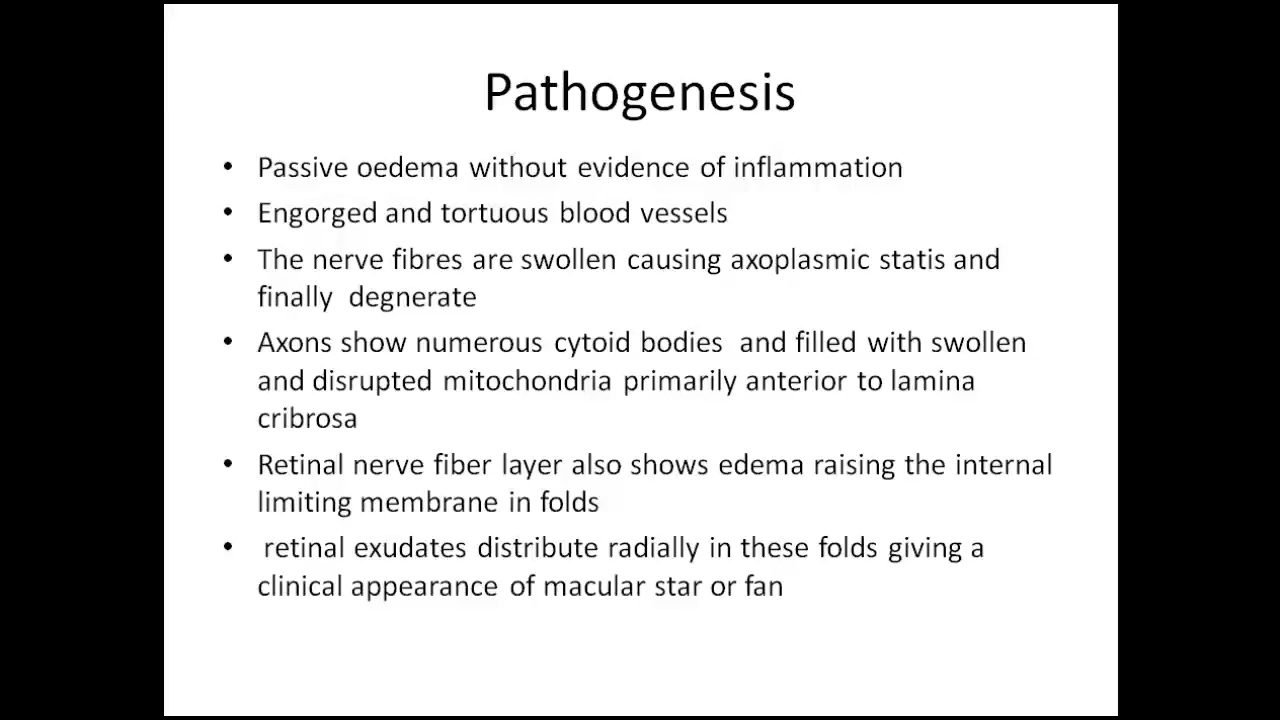 Pathogenesis
• Passive oedema without evidence of inflammation
• Engorged and tortuous blood vessels
• The nerve fibres are swollen causing axoplasmic statis and
finally degnerate
• Axons show numerous cytoid bodies and filled with swollen
and disrupted mitochondria primarily anterior to lamina
cribrosa
• Retinal nerve fiber layer also shows edema raising the internal
limiting membrane in folds
• retinal exudates distribute radially in these folds giving a
clinical appearance of macular star or fan